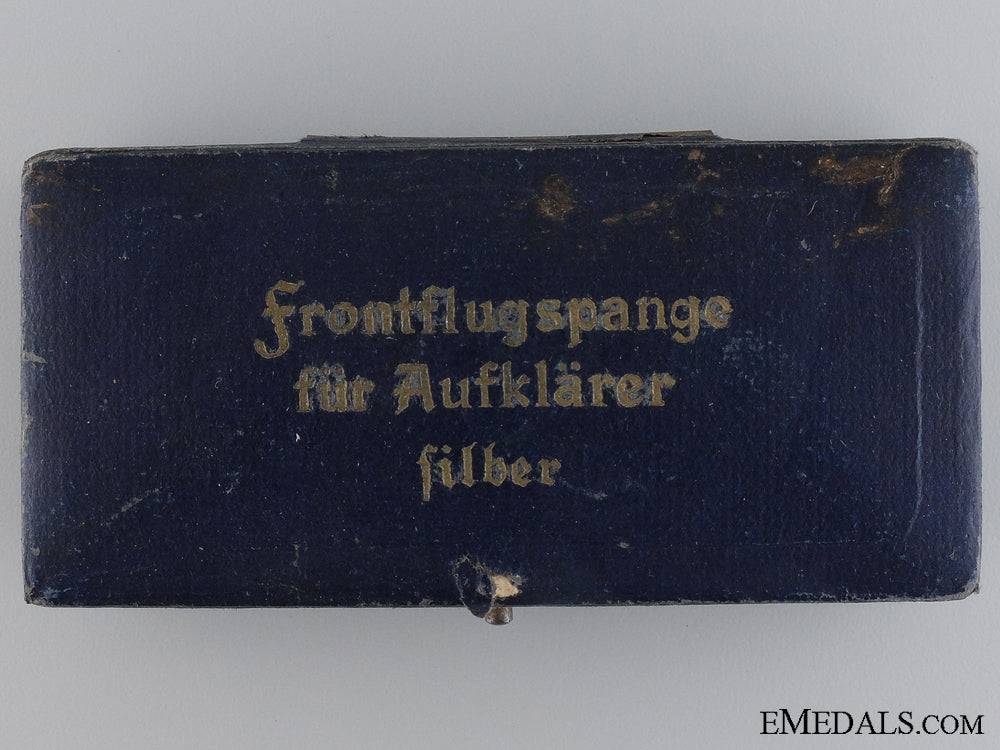 Frontflugspange
für Aufklärer
ſilber
EMEDALS.COM